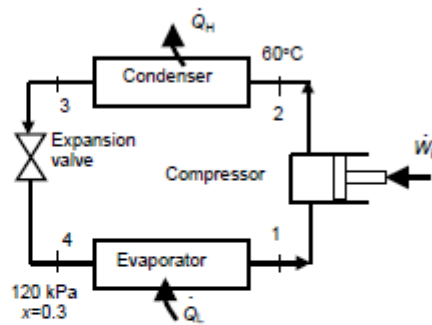 Q̇H
Condenser
60°C
3
2
Expansion
valve
Compressor
Ẇ
4
Evaporator
1
120 kPa
x=0.3
Q̇L